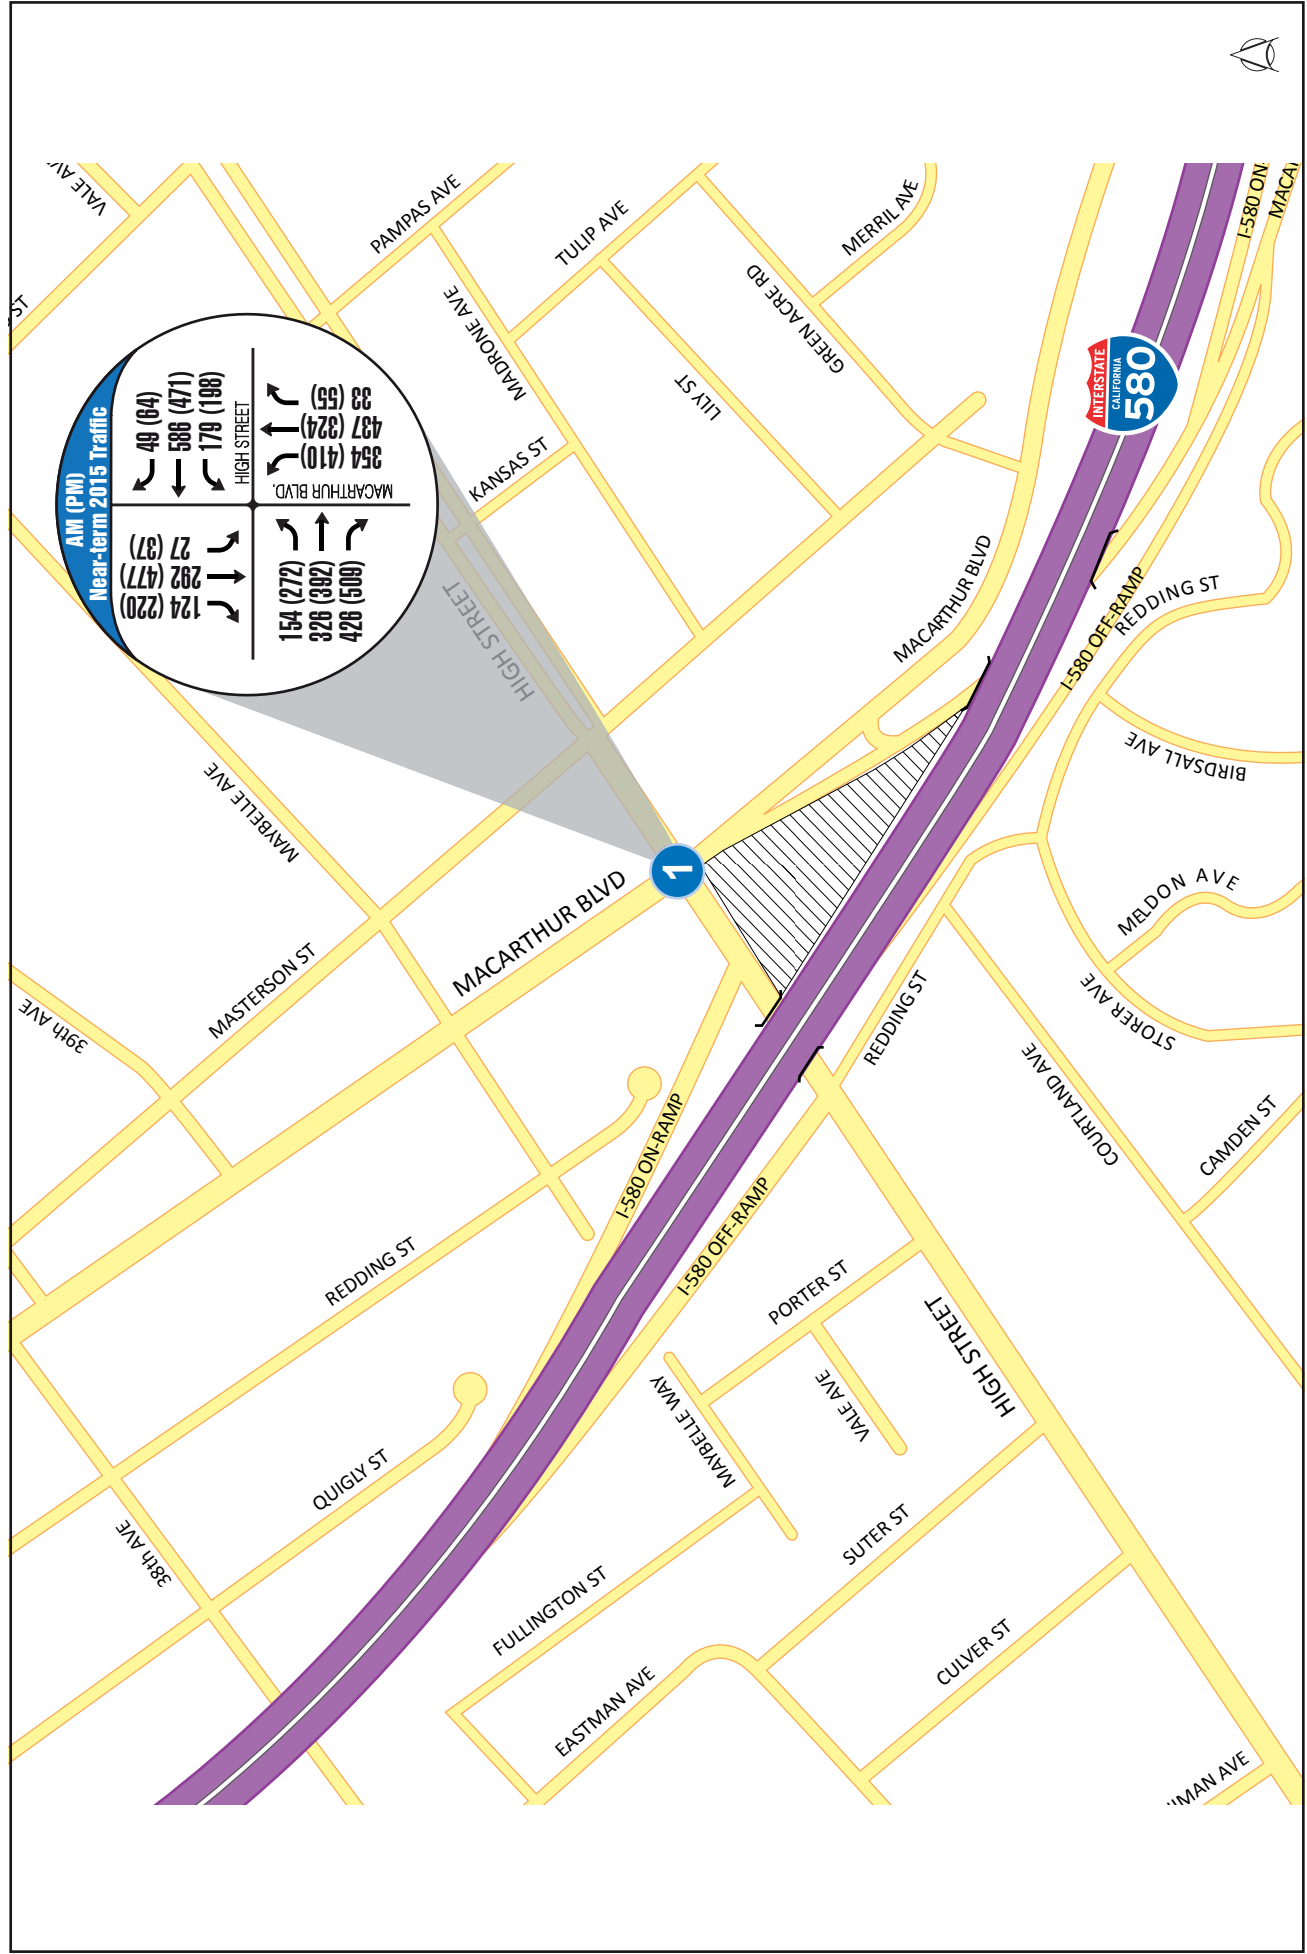 AM (PM)
Near-term 2015 Traffic
49 (64)
586 (471)
179 (198)
HIGH STREET
33 (55)
437 (324)
354 (410)
MACARTHUR BLVD.
27 (37)
292 (477)
124 (220)
154 (272)
326 (392)
426 (509)
1
VALE AV
ST
PAMPAS AVE
TULIP AVE
MERRIL AVE
MADRONE AVE
GREEN ACRE RD
LILY ST
KANSAS ST
HIGH STREET
I-580 ON-
MACA
INTERSTATE
CALIFORNIA
580
MACARTHUR BLVD
I-580 OFF-RAMP
REDDING ST
BIRDSALL AVE
MAYBELLE AVE
MACARTHUR BLVD
MASTERSON ST
39th AVE
MELDON AVE
STORER AVE
REDDING ST
COURTLAND AVE
CAMDEN ST
I-580 ON-RAMP
I-580 OFF-RAMP
REDDING ST
PORTER ST
HIGH STREET
VALE AVE
MAYBELLE WAY
QUIGLY ST
38th AVE
SUTER ST
FULLINGTON ST
CULVER ST
EASTMAN AVE
MAN AVE